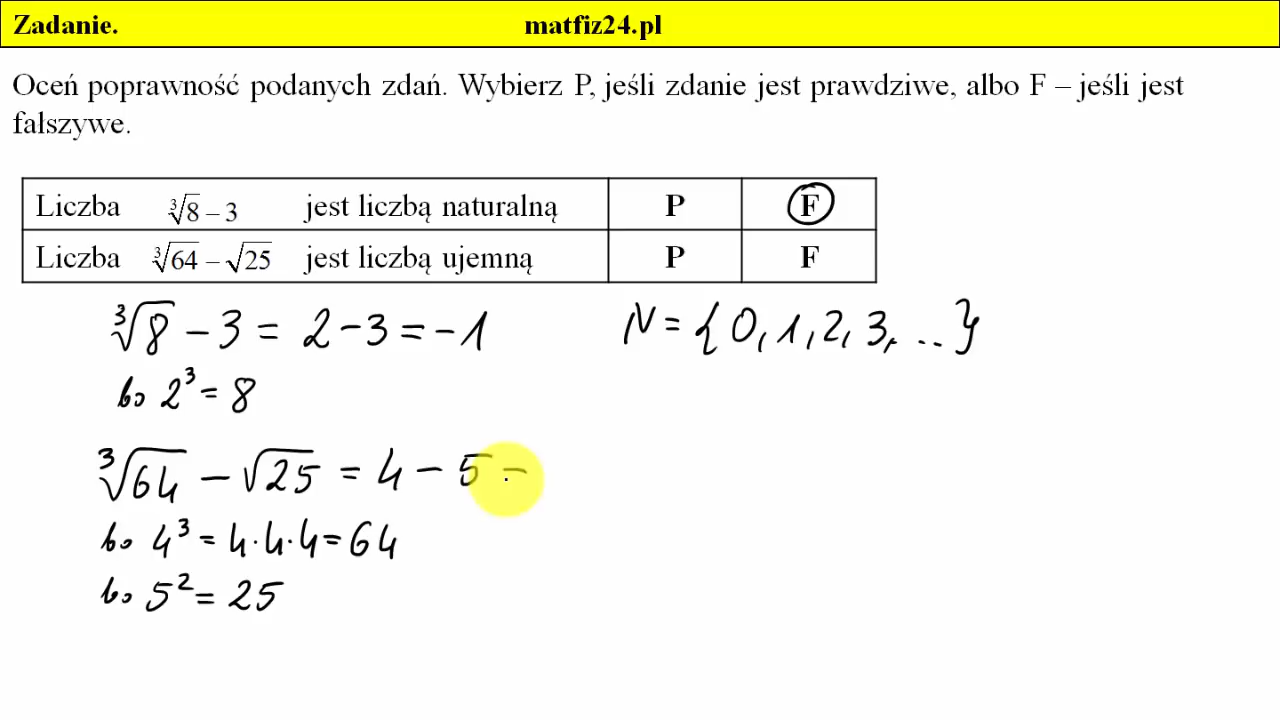 Zadanie. matfiz24.pl
Oceń poprawność podanych zdań. Wybierz P, jeśli zdanie jest prawdziwe, albo F – jeśli jest
fałszywe.
Liczba ∛8 – 3 jest liczbą naturalną P F
Liczba ∛64 – √25 jest liczbą ujemną P F
∛8 - 3 = 2 - 3 = -1 N = {0, 1, 2, 3, ...}
bo 2³ = 8
∛64 - √25 = 4 - 5 =
bo 4³ = 4·4·4 = 64
bo 5² = 25